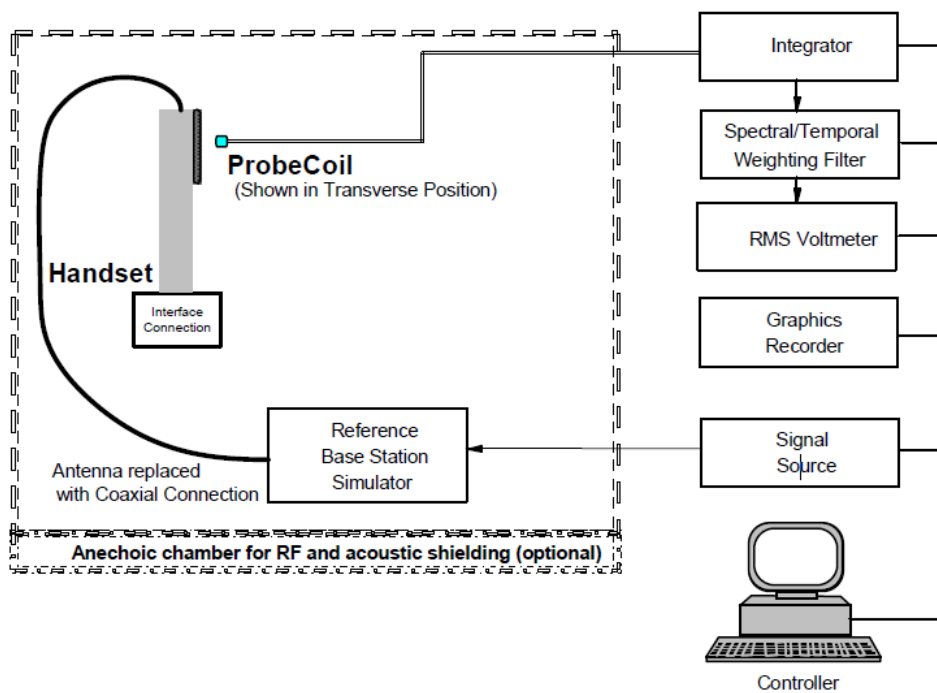 Integrator
Spectral/Temporal
Weighting Filter
RMS Voltmeter
Graphics
Recorder
Signal
Source
Controller
ProbeCoil
(Shown in Transverse Position)
Handset
Interface
Connection
Reference
Base Station
Simulator
Antenna replaced
with Coaxial Connection
Anechoic chamber for RF and acoustic shielding (optional)